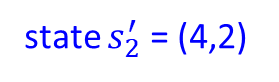 state s′₂ = (4,2)